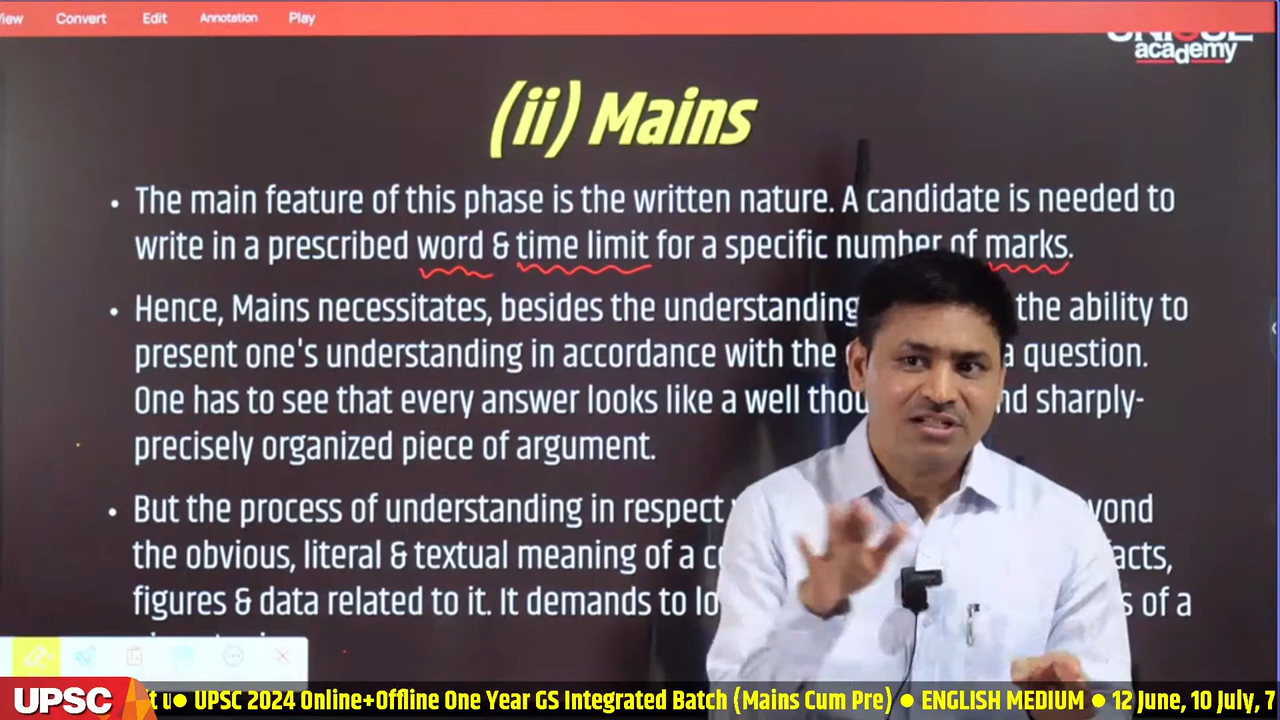 View Convert Edit Annotation Play
academy
(ii) Mains
• The main feature of this phase is the written nature. A candidate is needed to
write in a prescribed word & time limit for a specific number of marks.
• Hence, Mains necessitates, besides the understanding the ability to
present one's understanding in accordance with the a question.
One has to see that every answer looks like a well sharply-
precisely organized piece of argument.
• But the process of understanding in respect
the obvious, literal & textual meaning of a
figures & data related to it. It demands to s of a
UPSC ● UPSC 2024 Online+Offline One Year GS Integrated Batch (Mains Cum Pre) ● ENGLISH MEDIUM ● 12 June, 10 July, 7